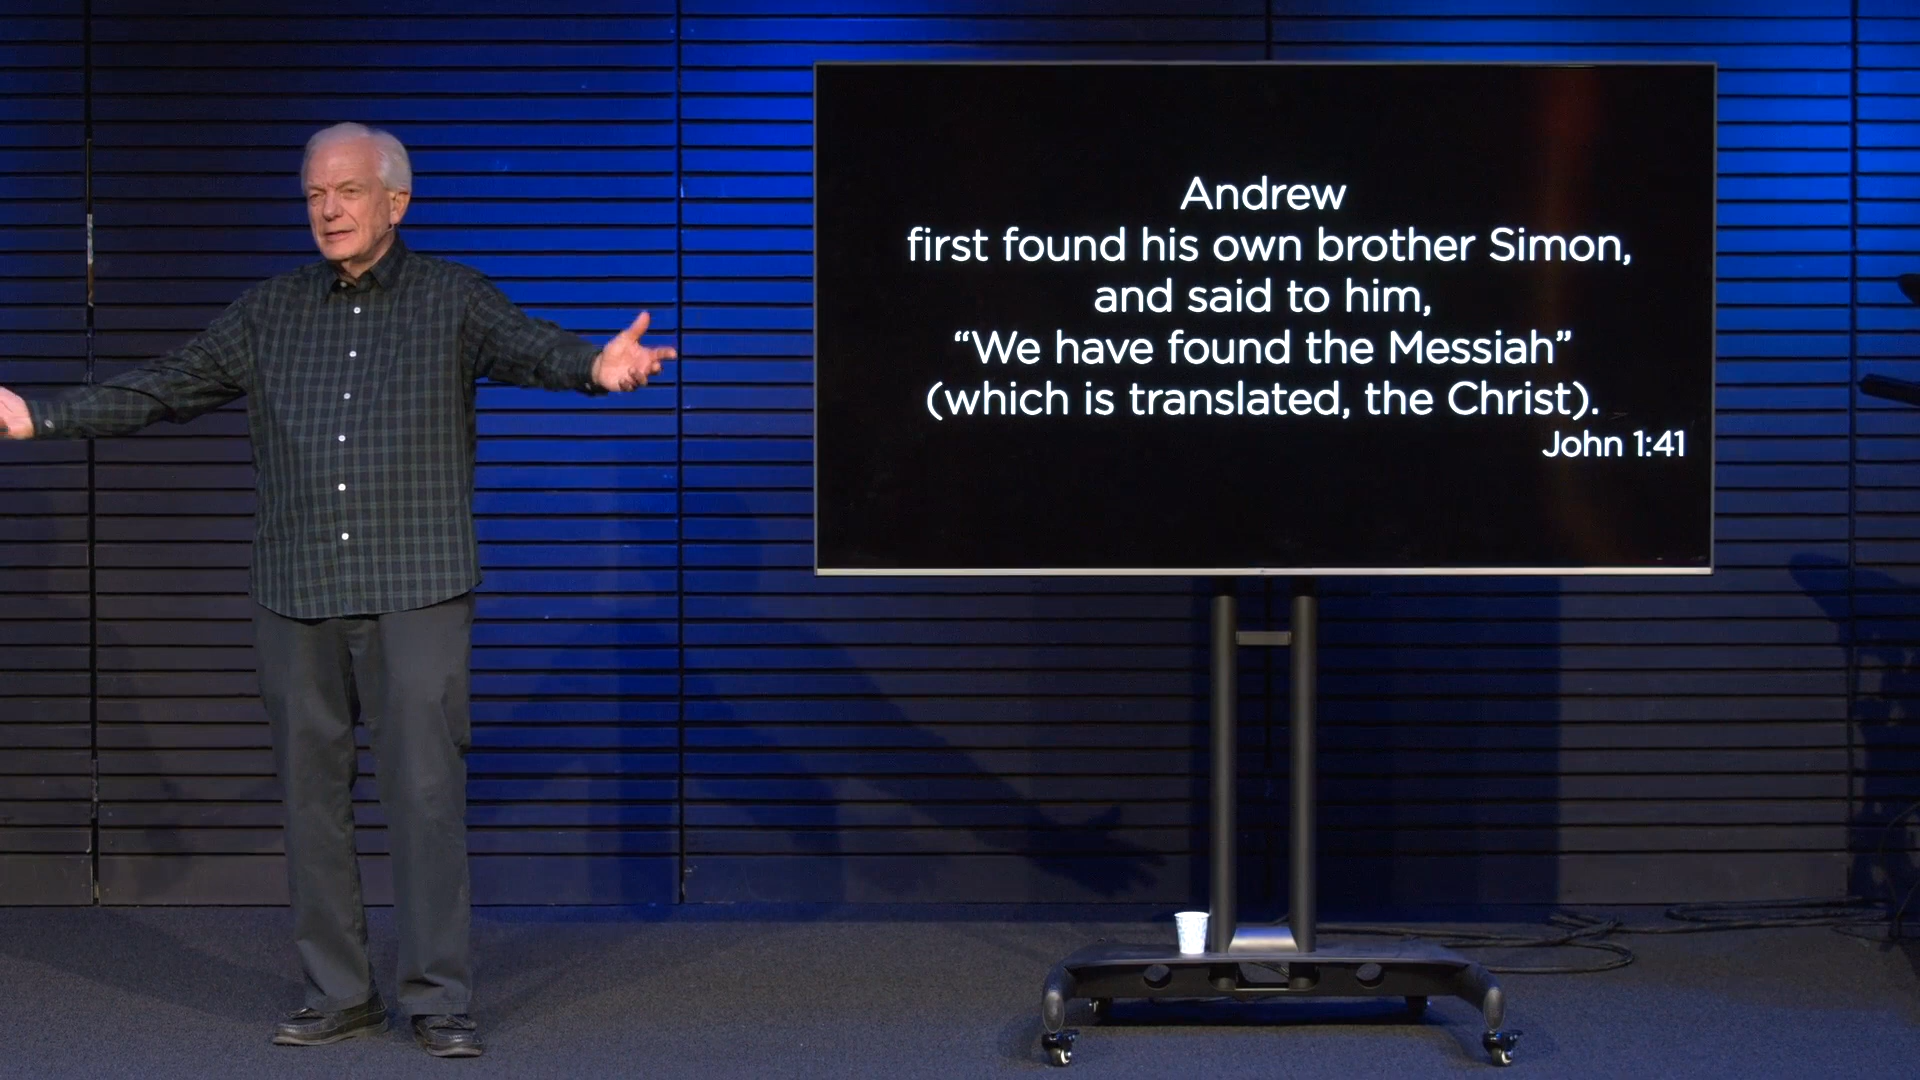 Andrew
first found his own brother Simon,
and said to him,
“We have found the Messiah”
(which is translated, the Christ).
John 1:41